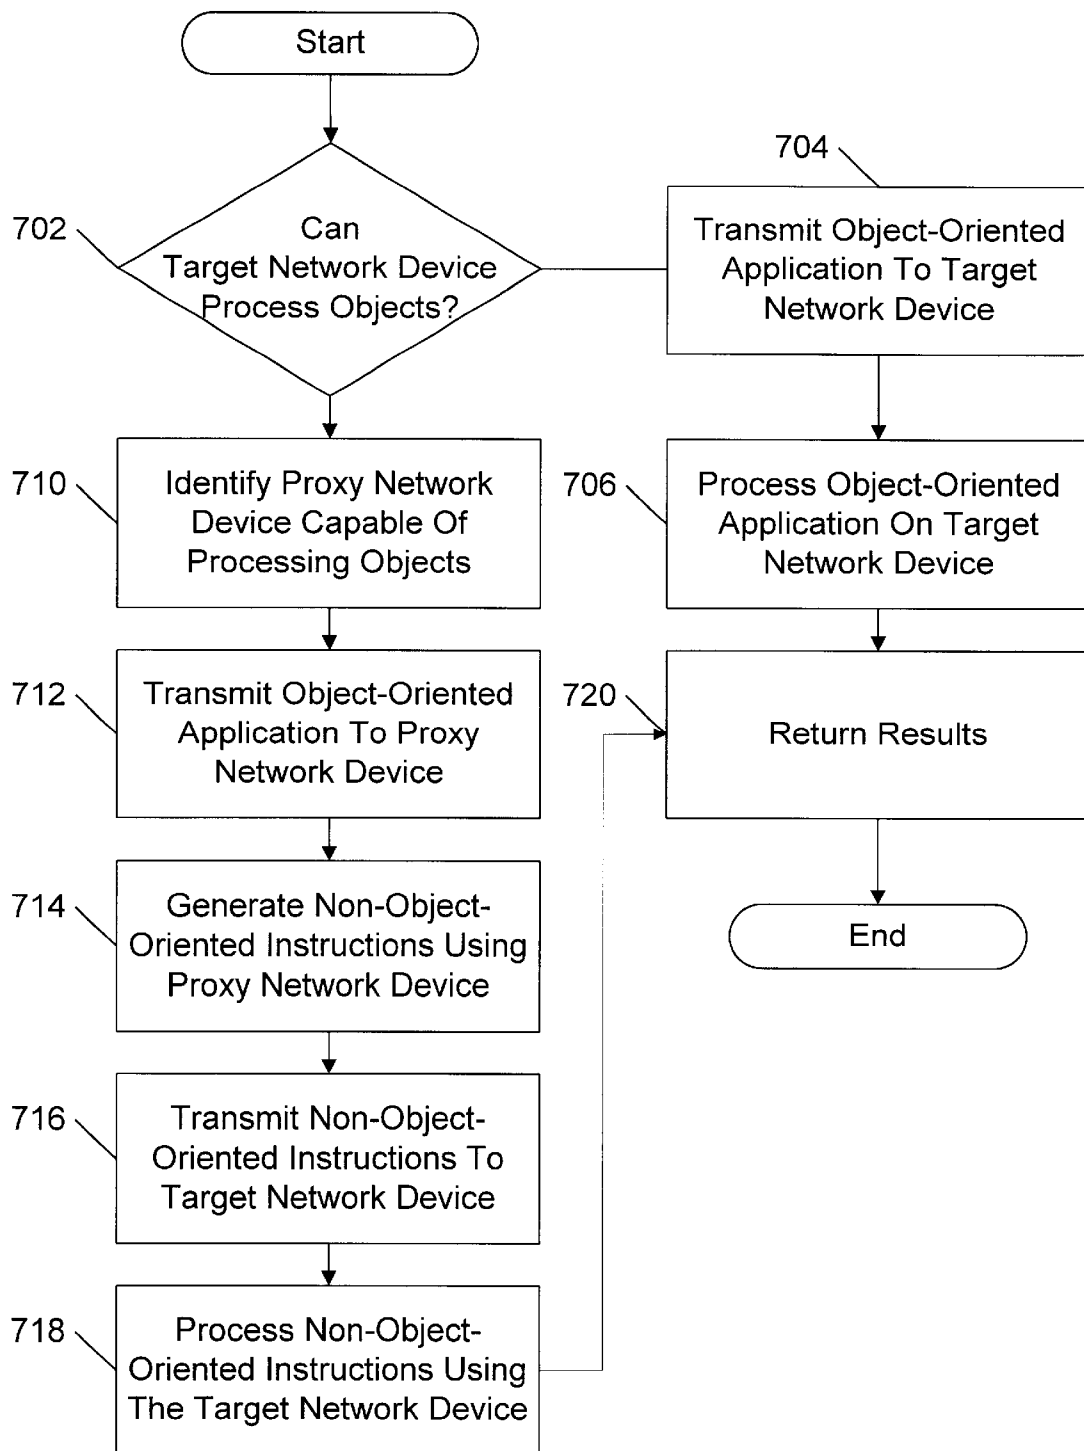 Start
702
Can
Target Network Device
Process Objects?
704
Transmit Object-Oriented
Application To Target
Network Device
710
Identify Proxy Network
Device Capable Of
Processing Objects
706
Process Object-Oriented
Application On Target
Network Device
712
Transmit Object-Oriented
Application To Proxy
Network Device
720
Return Results
714
Generate Non-Object-
Oriented Instructions Using
Proxy Network Device
End
716
Transmit Non-Object-
Oriented Instructions To
Target Network Device
718
Process Non-Object-
Oriented Instructions Using
The Target Network Device